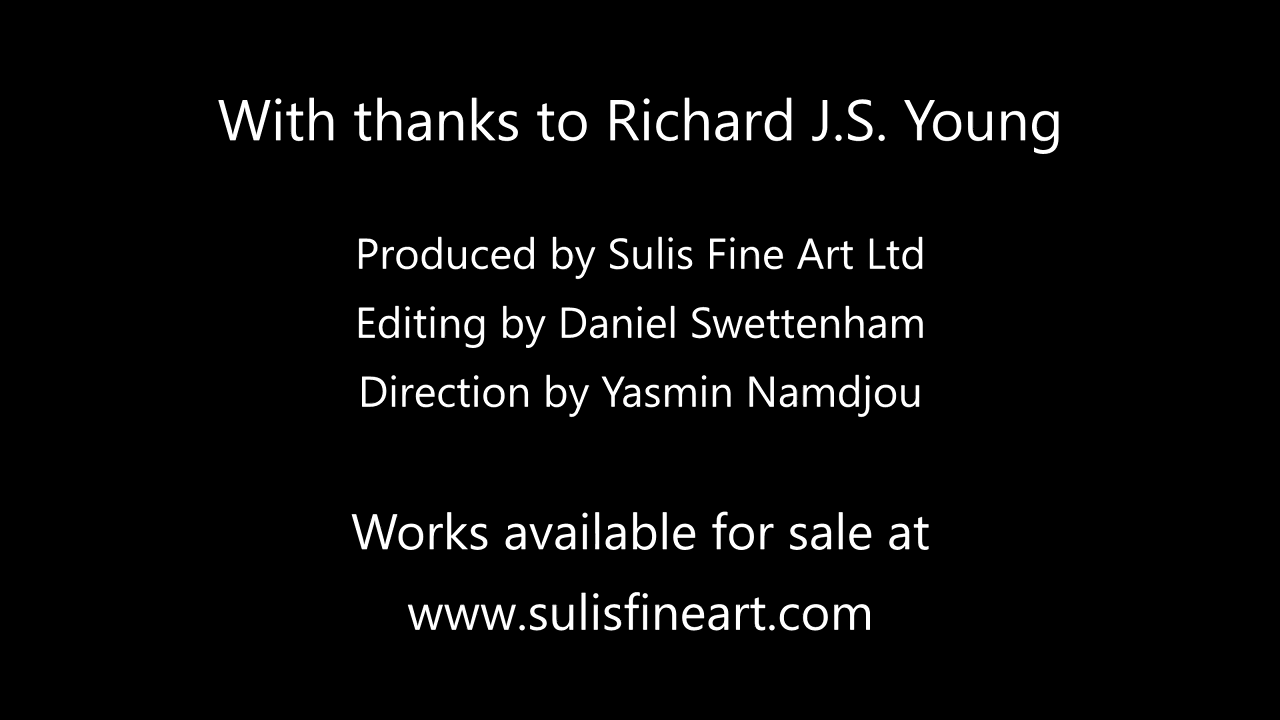 With thanks to Richard J.S. Young
Produced by Sulis Fine Art Ltd
Editing by Daniel Swettenham
Direction by Yasmin Namdjou
Works available for sale at
www.sulisfineart.com